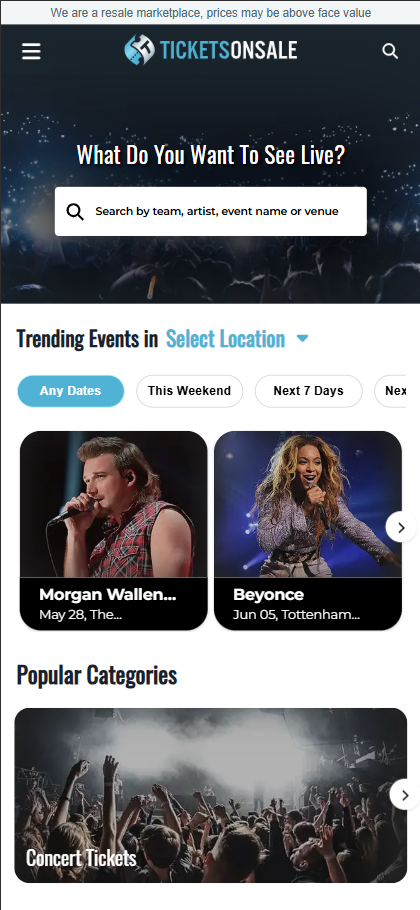 We are a resale marketplace, prices may be above face value
TICKETSONSALE
What Do You Want To See Live?
Search by team, artist, event name or venue
Trending Events in Select Location
Any Dates
This Weekend
Next 7 Days
Nex
Morgan Wallen...
May 28, The...
Beyonce
Jun 05, Tottenham...
Popular Categories
Concert Tickets